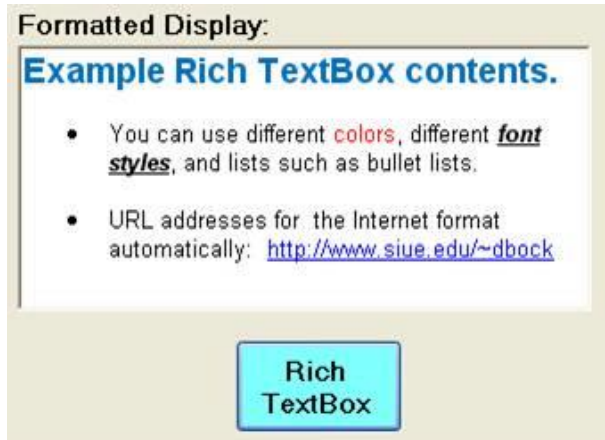 Formatted Display:
Example Rich TextBox contents.
• You can use different colors, different font
styles, and lists such as bullet lists.
• URL addresses for  the Internet format
automatically:  http://www.siue.edu/~dbock
Rich
TextBox